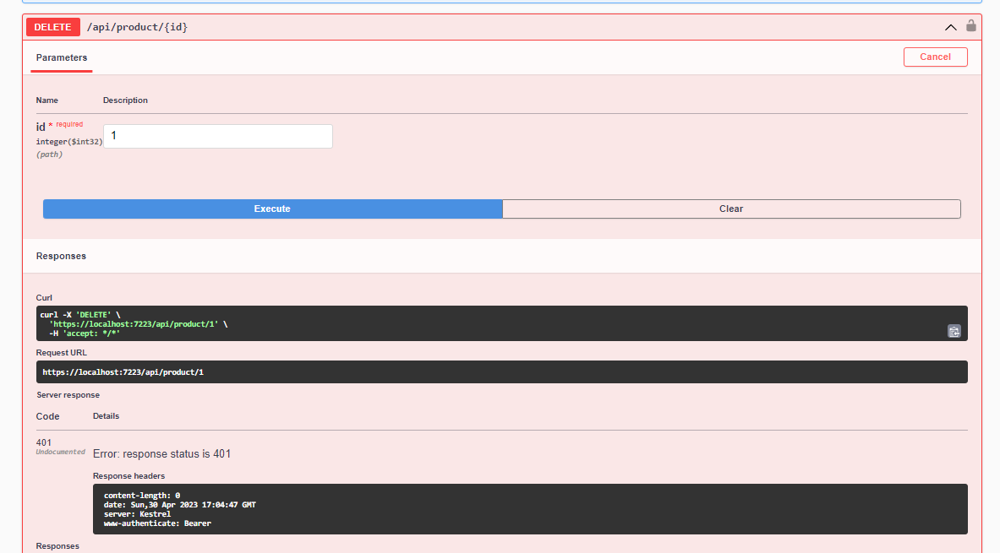 DELETE /api/product/{id}
Parameters
Cancel
Name Description
id * required
integer($int32)
(path)
1
Execute Clear
Responses
Curl
curl -X 'DELETE' \
'https://localhost:7223/api/product/1' \
-H 'accept: */*'
Request URL
https://localhost:7223/api/product/1
Server response
Code Details
401
Undocumented
Error: response status is 401
Response headers
content-length: 0
date: Sun,30 Apr 2023 17:04:47 GMT
server: Kestrel
www-authenticate: Bearer
Responses